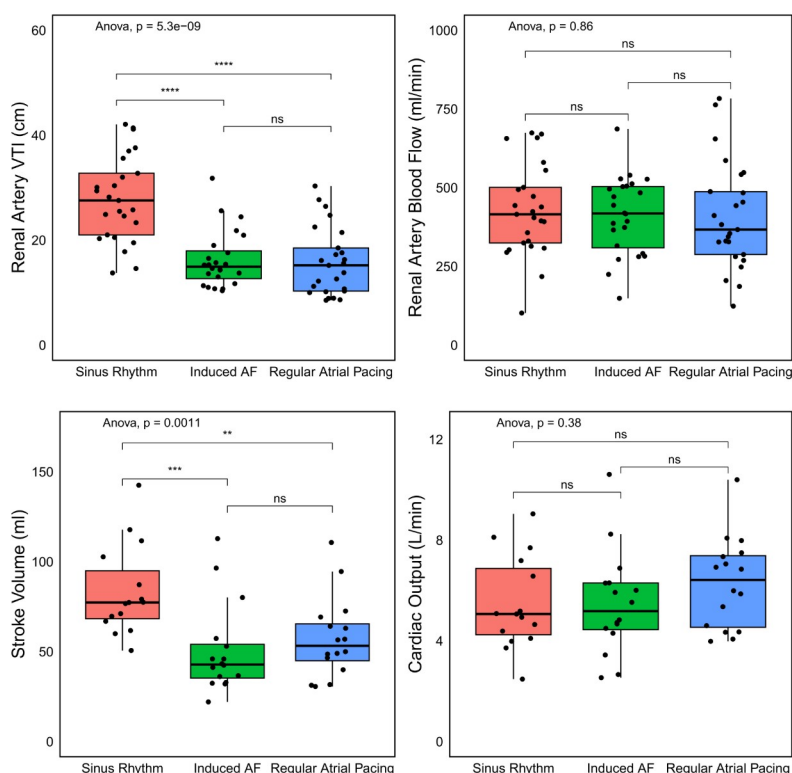 Anova, p = 5.3e−09
****
****
ns
60
40
20
0
Renal Artery VTI (cm)
Sinus Rhythm Induced AF Regular Atrial Pacing
Anova, p = 0.86
ns
ns
ns
1000
750
500
250
0
Renal Artery Blood Flow (ml/min)
Sinus Rhythm Induced AF Regular Atrial Pacing
Anova, p = 0.0011
**
***
ns
150
100
50
0
Stroke Volume (ml)
Sinus Rhythm Induced AF Regular Atrial Pacing
Anova, p = 0.38
ns
ns
ns
12
8
4
0
Cardiac Output (L/min)
Sinus Rhythm Induced AF Regular Atrial Pacing